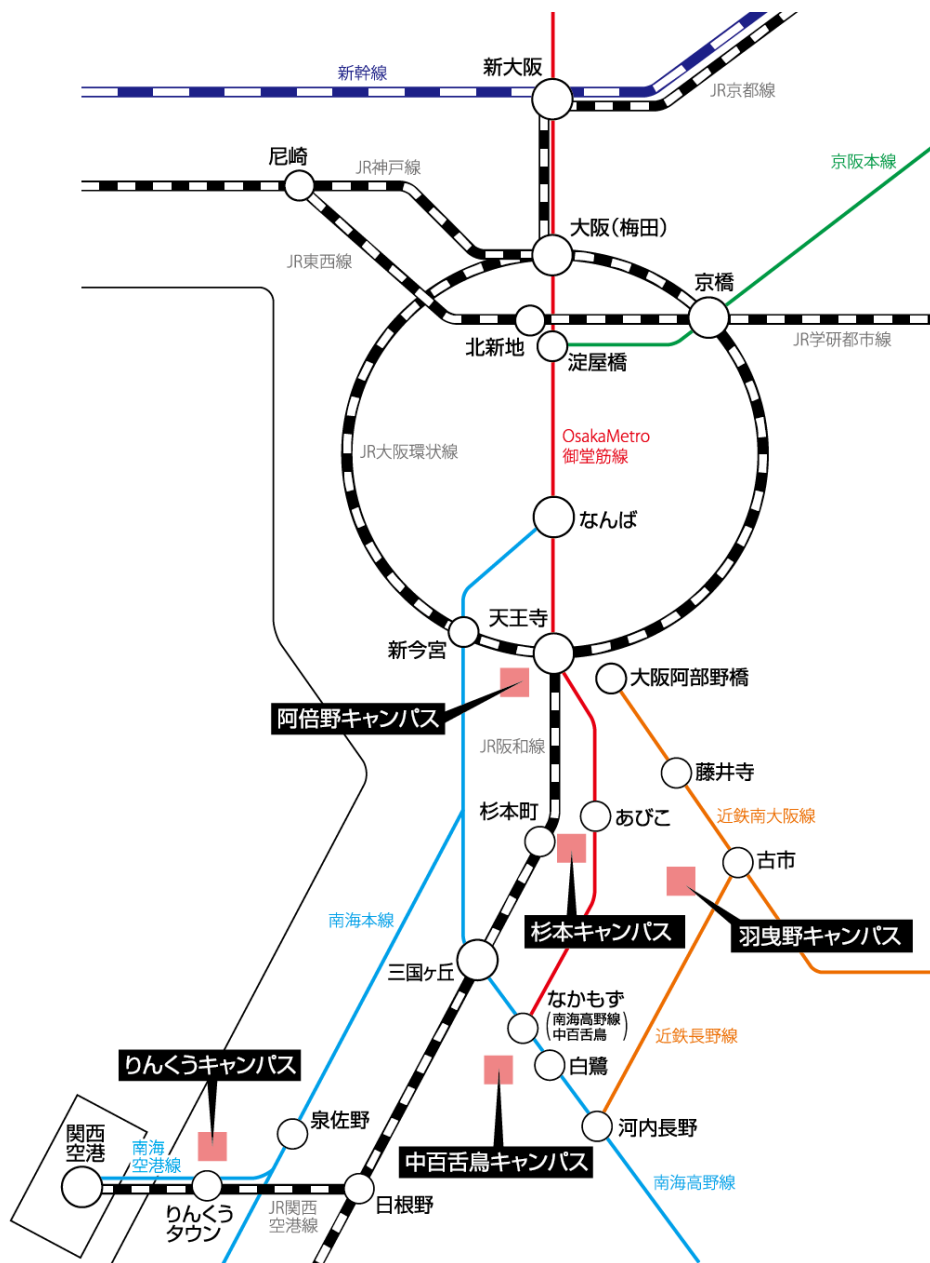 新大阪
新幹線
JR京都線
尼崎
JR神戸線
京阪本線
大阪(梅田)
JR東西線
京橋
北新地
淀屋橋
JR学研都市線
OsakaMetro
御堂筋線
JR大阪環状線
なんば
天王寺
新今宮
大阪阿部野橋
阿倍野キャンパス
JR阪和線
藤井寺
杉本町
あびこ
近鉄南大阪線
古市
南海本線
杉本キャンパス
羽曳野キャンパス
三国ヶ丘
なかもず
(南海高野線
中百舌鳥)
近鉄長野線
りんくうキャンパス
白鷺
泉佐野
河内長野
関西
空港
南海
空港線
中百舌鳥キャンパス
南海高野線
りんくう
タウン
JR関西
空港線
日根野